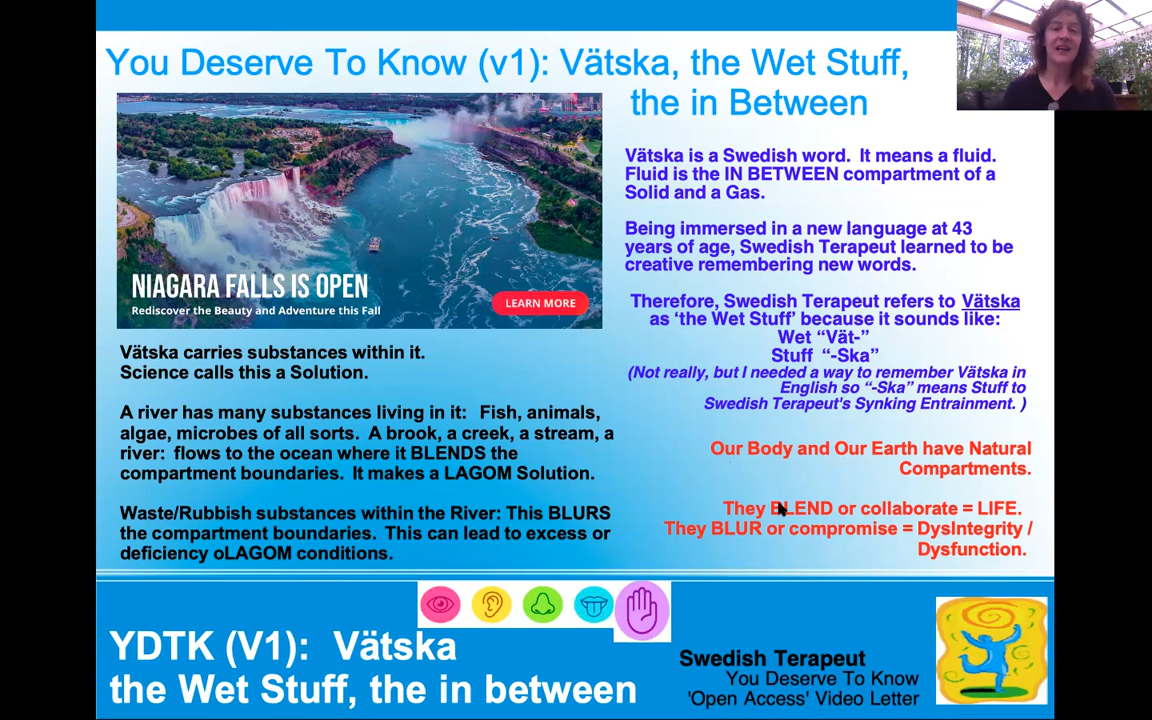 You Deserve To Know (v1): Vätska, the Wet Stuff,
the in Between
NIAGARA FALLS IS OPEN
Rediscover the Beauty and Adventure this Fall
LEARN MORE
Vätska carries substances within it.
Science calls this a Solution.
A river has many substances living in it: Fish, animals,
algae, microbes of all sorts. A brook, a creek, a stream, a
river: flows to the ocean where it BLENDS the
compartment boundaries. It makes a LAGOM Solution.
Waste/Rubbish substances within the River: This BLURS
the compartment boundaries. This can lead to excess or
deficiency oLAGOM conditions.
Vätska is a Swedish word. It means a fluid.
Fluid is the IN BETWEEN compartment of a
Solid and a Gas.
Being immersed in a new language at 43
years of age, Swedish Terapeut learned to be
creative remembering new words.
Therefore, Swedish Terapeut refers to Vätska
as ‘the Wet Stuff’ because it sounds like:
Wet “Vät-”
Stuff “-Ska”
(Not really, but I needed a way to remember Vätska in
English so “-Ska” means Stuff to
Swedish Terapeut's Synking Entrainment. )
Our Body and Our Earth have Natural
Compartments.
They BLEND or collaborate = LIFE.
They BLUR or compromise = DysIntegrity /
Dysfunction.
YDTK (V1): Vätska
the Wet Stuff, the in between
Swedish Terapeut
You Deserve To Know
'Open Access' Video Letter